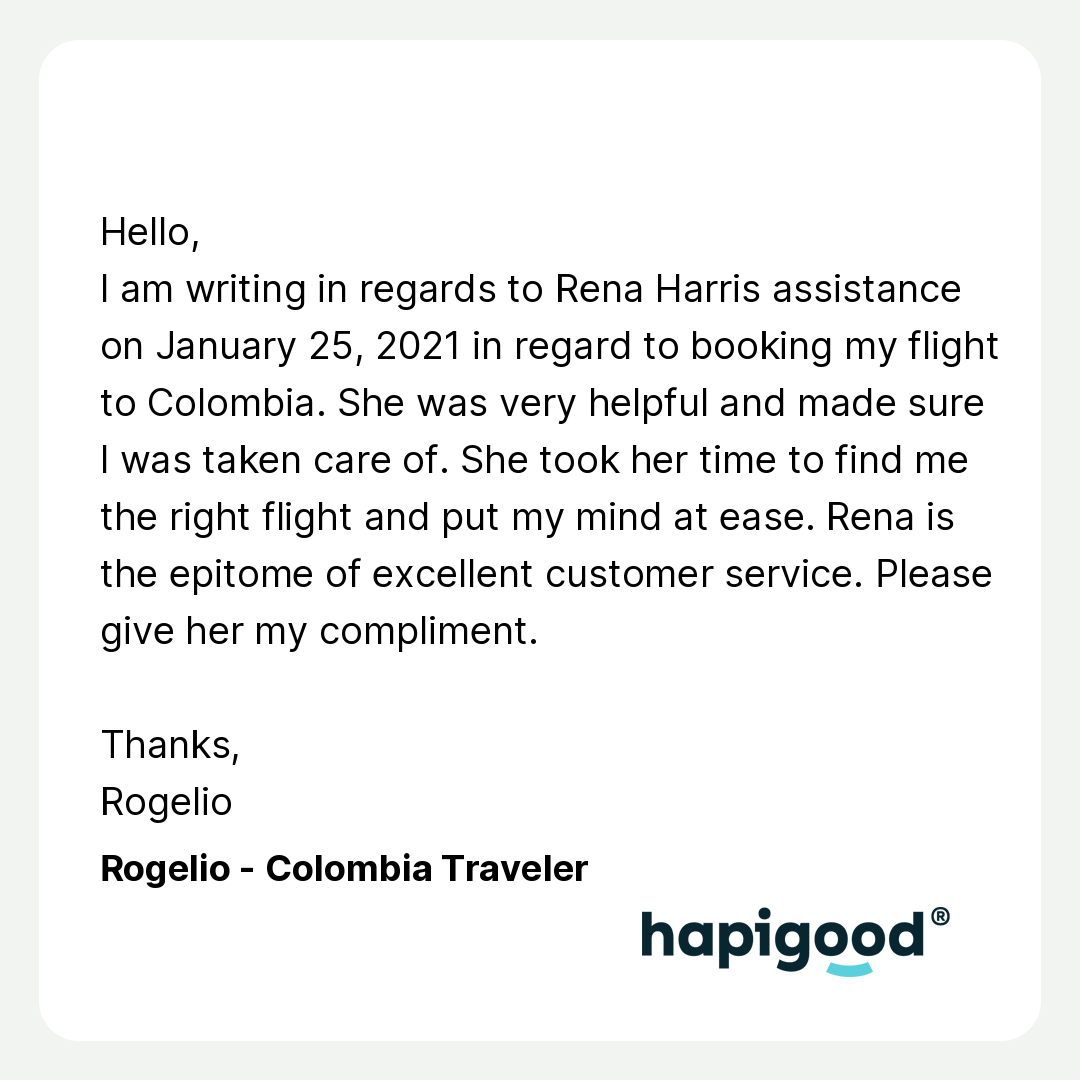 Hello,
I am writing in regards to Rena Harris assistance
on January 25, 2021 in regard to booking my flight
to Colombia. She was very helpful and made sure
I was taken care of. She took her time to find me
the right flight and put my mind at ease. Rena is
the epitome of excellent customer service. Please
give her my compliment.
Thanks,
Rogelio
Rogelio - Colombia Traveler
hapigood®